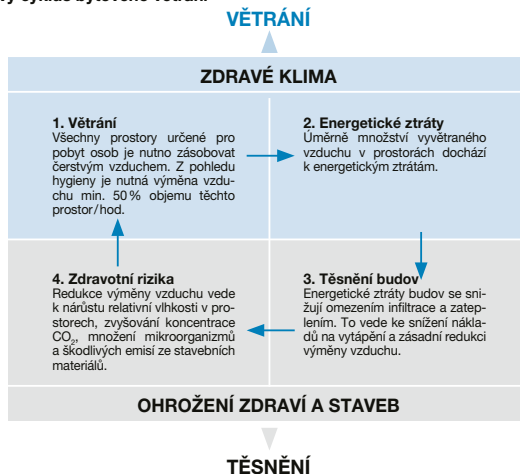 vý cyklus bytového větrání
VĚTRÁNÍ
ZDRAVÉ KLIMA
1. Větrání
Všechny prostory určené pro
pobyt osob je nutno zásobovat
čerstvým vzduchem. Z pohledu
hygieny je nutná výměna vzdu-
chu min. 50 % objemu těchto
prostor/hod.
2. Energetické ztráty
Úměrně množství vyvětraného
vzduchu v prostorách dochází
k energetickým ztrátám.
4. Zdravotní rizika
Redukce výměny vzduchu vede
k nárůstu relativní vlhkosti v pro-
storech, zvyšování koncentrace
CO₂, množení mikroorganizmů
a škodlivých emisí ze stavebních
materiálů.
3. Těsnění budov
Energetické ztráty budov se sni-
žují omezením infiltrace a zatep-
lením. To vede ke snížení nákla-
dů na vytápění a zásadní redukci
výměny vzduchu.
OHROŽENÍ ZDRAVÍ A STAVEB
TĚSNĚNÍ